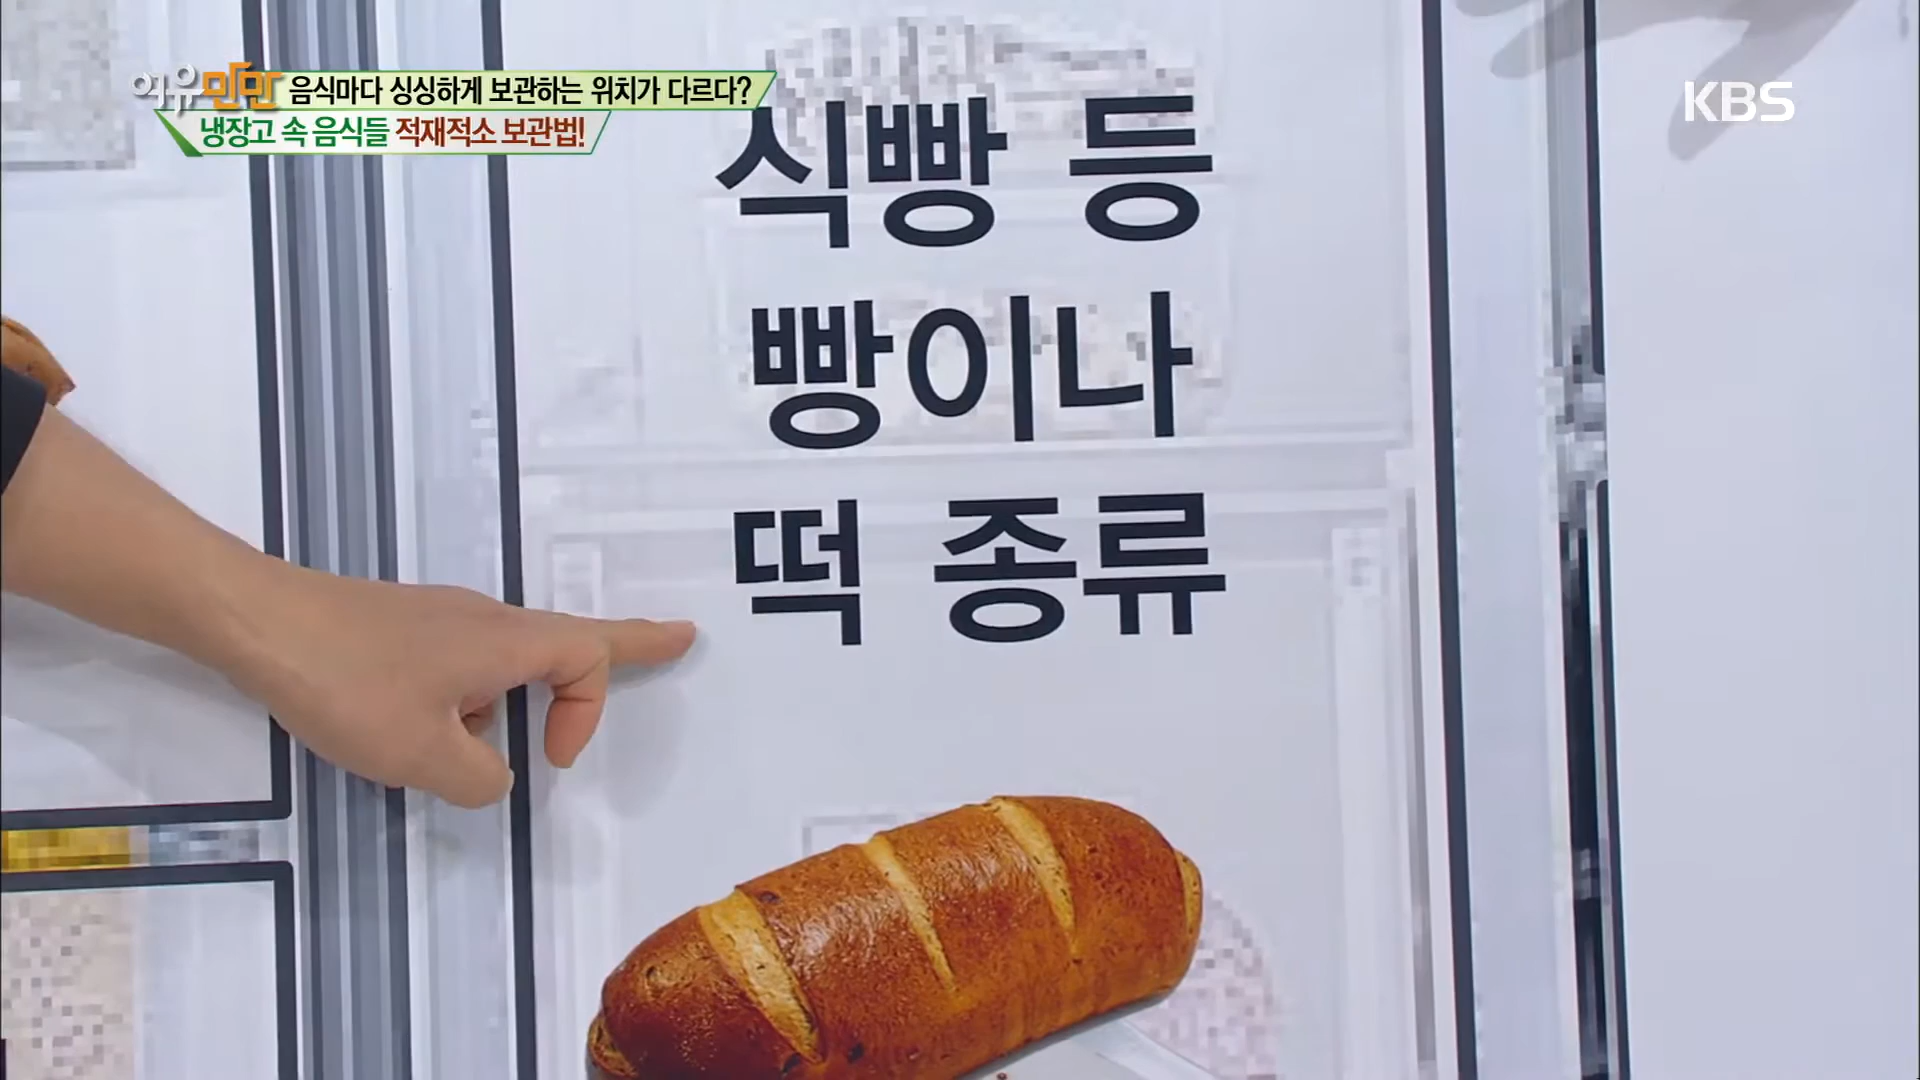 여유만만 음식마다 싱싱하게 보관하는 위치가 다르다?
냉장고 속 음식들 적재적소 보관법!
KBS
식빵 등
빵이나
떡 종류